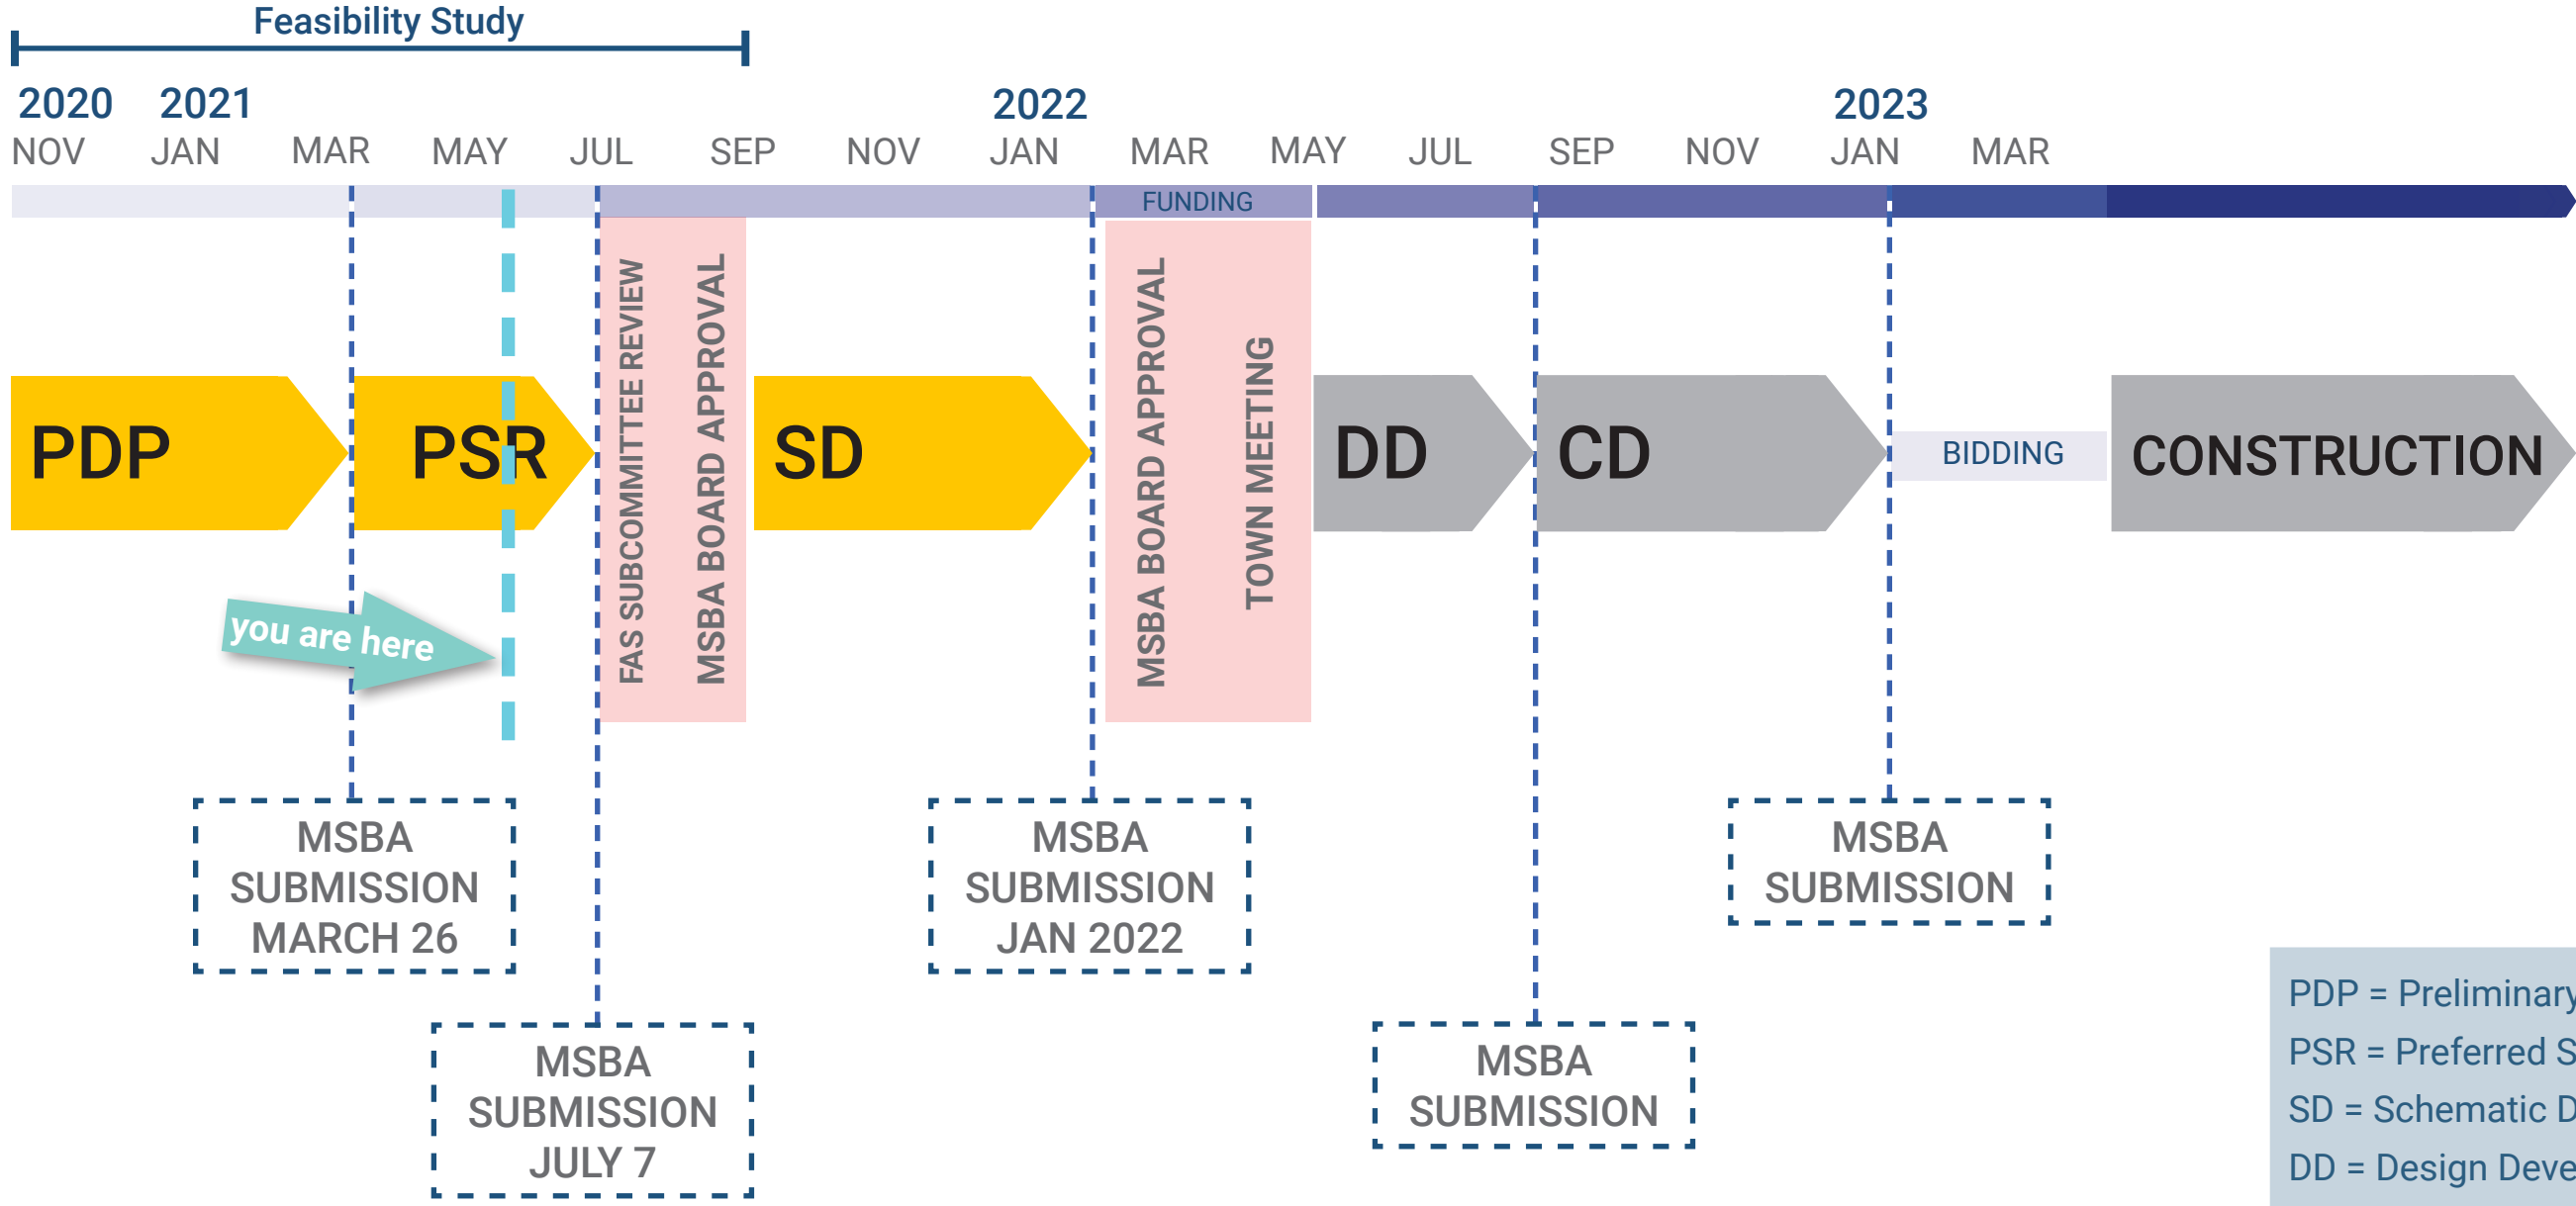 Feasibility Study
2020 2021 2022 2023
NOV JAN MAR MAY JUL SEP NOV JAN MAR MAY JUL SEP NOV JAN MAR
FUNDING
FAS SUBCOMMITTEE REVIEW
MSBA BOARD APPROVAL
MSBA BOARD APPROVAL
TOWN MEETING
PDP
PSR
SD
DD
CD
BIDDING
CONSTRUCTION
you are here
MSBA
SUBMISSION
MARCH 26
MSBA
SUBMISSION
JULY 7
MSBA
SUBMISSION
JAN 2022
MSBA
SUBMISSION
MSBA
SUBMISSION
PDP = Preliminary
PSR = Preferred S
SD = Schematic D
DD = Design Deve